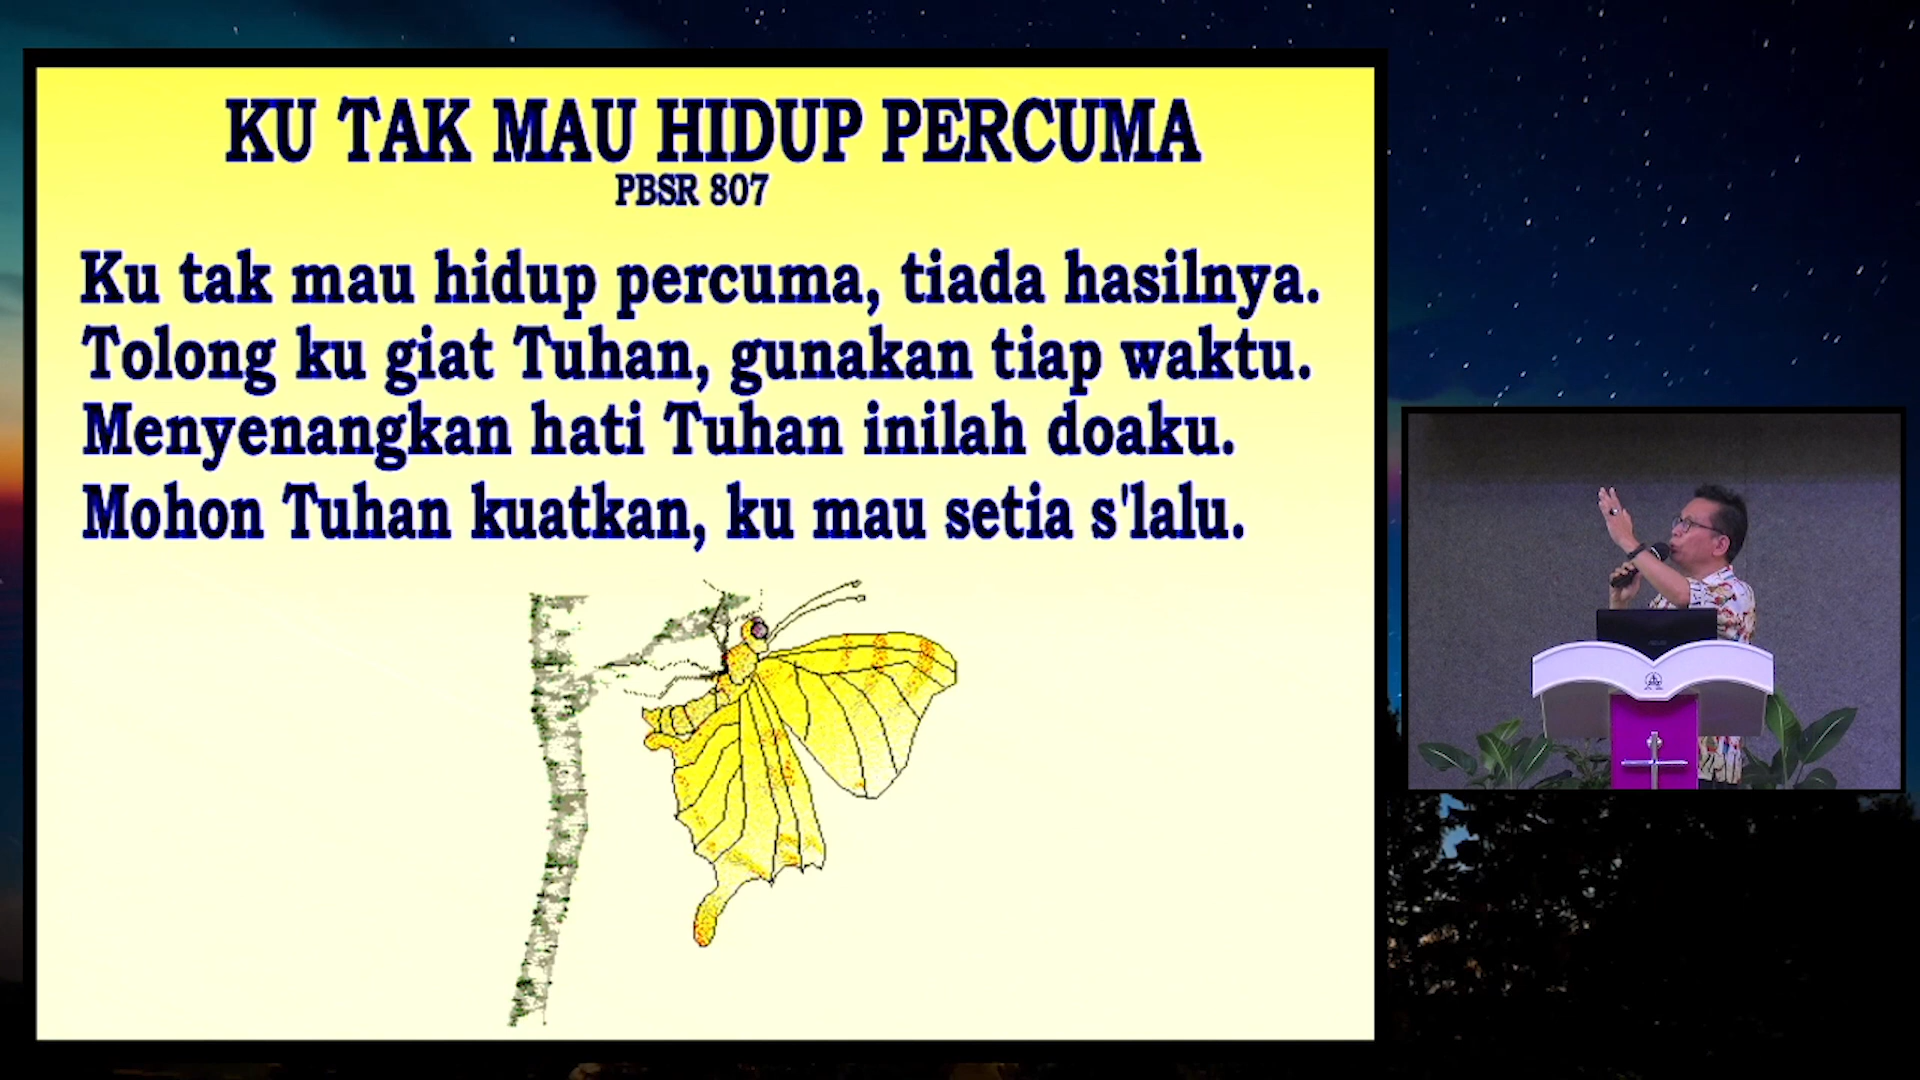 KU TAK MAU HIDUP PERCUMA
PBSR 807
Ku tak mau hidup percuma, tiada hasilnya.
Tolong ku giat Tuhan, gunakan tiap waktu.
Menyenangkan hati Tuhan inilah doaku.
Mohon Tuhan kuatkan, ku mau setia s'lalu.